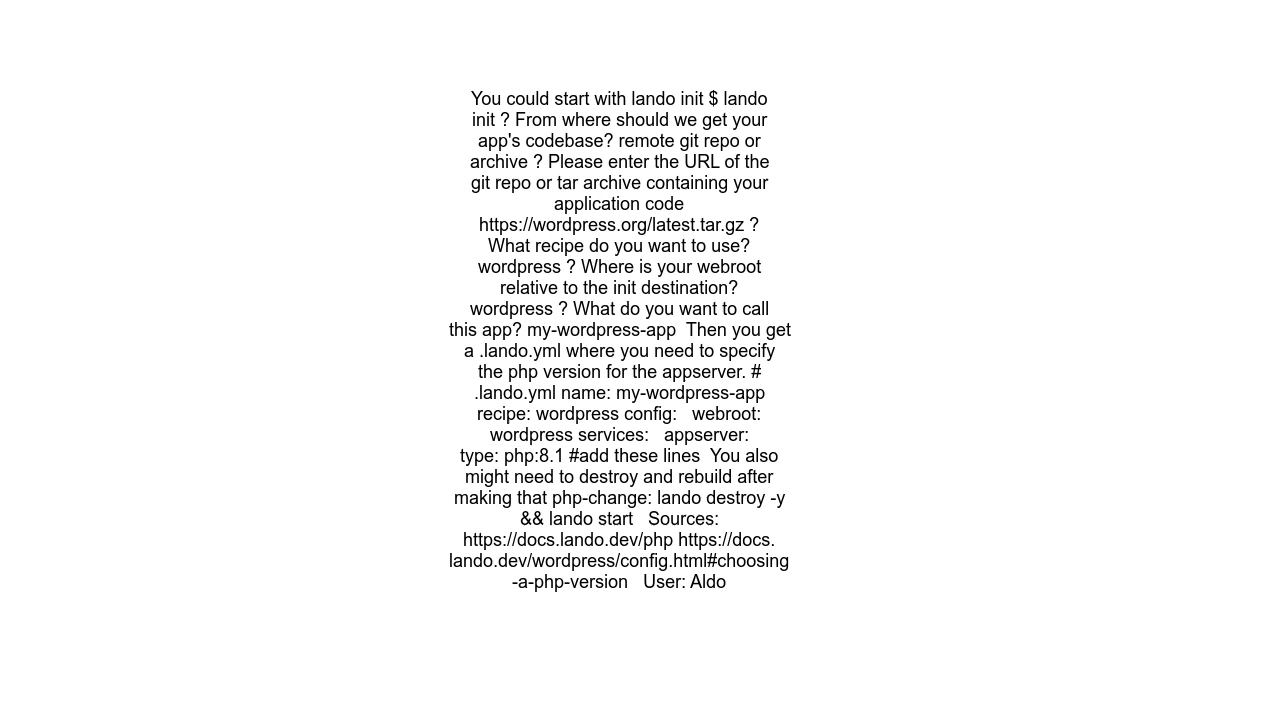 You could start with lando init $ lando
init ? From where should we get your
app's codebase? remote git repo or
archive ? Please enter the URL of the
git repo or tar archive containing your
application code
https://wordpress.org/latest.tar.gz ?
What recipe do you want to use?
wordpress ? Where is your webroot
relative to the init destination?
wordpress ? What do you want to call
this app? my-wordpress-app  Then you get
a .lando.yml where you need to specify
the php version for the appserver. #
.lando.yml name: my-wordpress-app
recipe: wordpress config:   webroot:
wordpress services:   appserver:
type: php:8.1 #add these lines  You also
might need to destroy and rebuild after
making that php-change: lando destroy -y
&& lando start   Sources:
https://docs.lando.dev/php https://docs.
lando.dev/wordpress/config.html#choosing
-a-php-version   User: Aldo